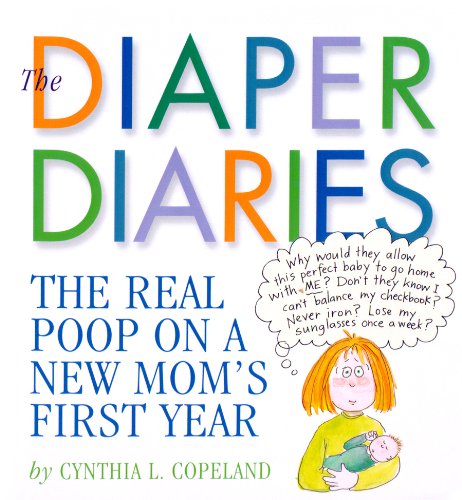 The
DIAPER
DIARIES
THE REAL
POOP ON A
NEW MOM'S
FIRST YEAR
by CYNTHIA L. COPELAND
Why would they allow
this perfect baby to go home
with ME? Don't they know I
can't balance my checkbook?
Never iron? Lose my
sunglasses once a week?